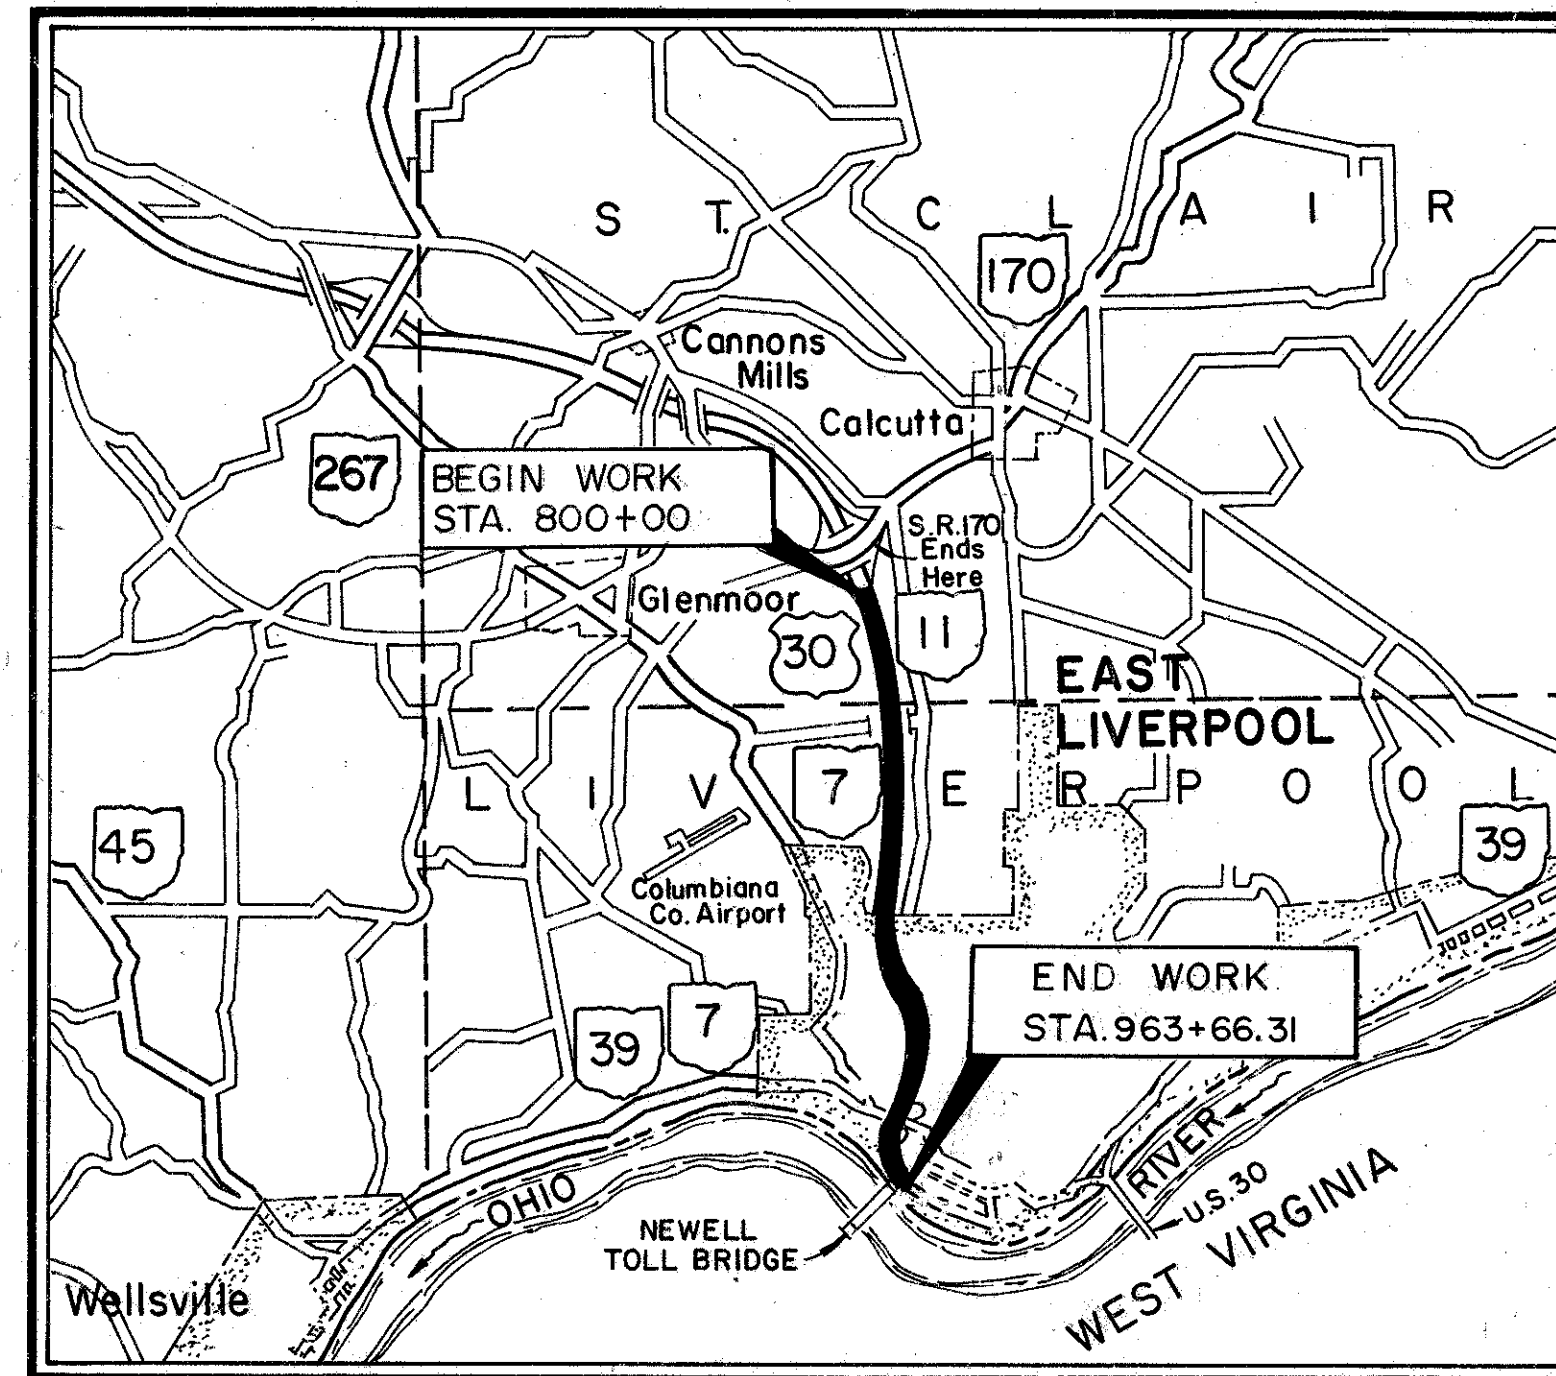 S T. C L A I R
170
Cannons
Mills
Calcutta
267
BEGIN WORK
STA. 800+00
S.R.170
Ends
Here
Glenmoor
30
11
EAST
LIVERPOOL
L I V E R P O O L
7
45
39
Columbiana
Co. Airport
END WORK
STA. 963+66.31
7
39
RIVER
OHIO
U.S.30
NEWELL
TOLL BRIDGE
WEST VIRGINIA
Wellsville